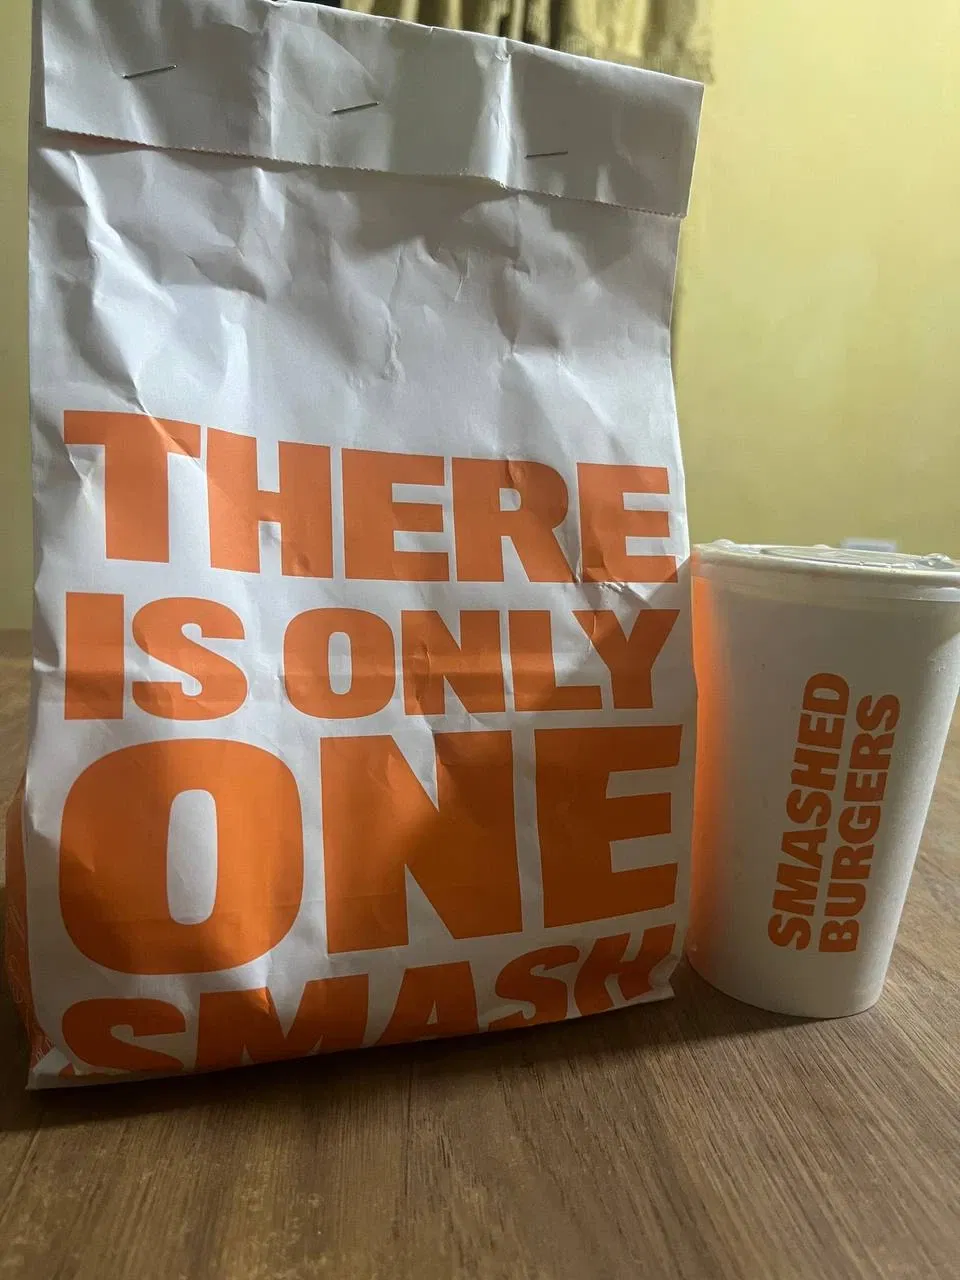 THERE
IS ONLY
ONE
SMASH
SMASHED
BURGERS